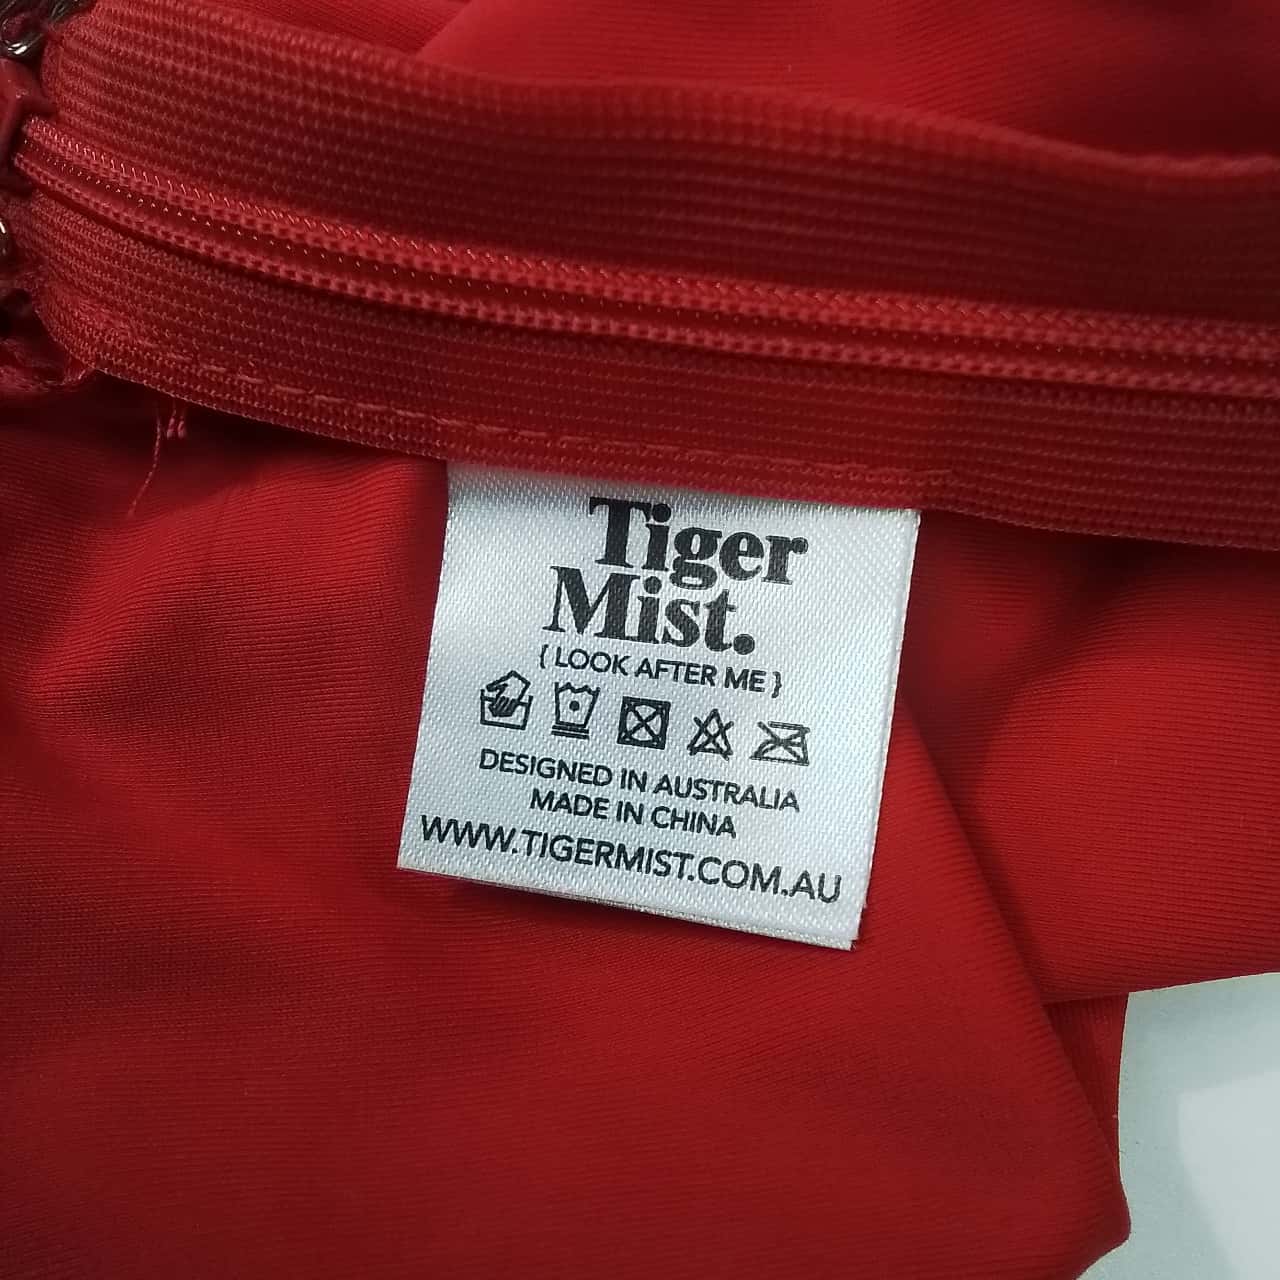 Tiger
Mist.
{ LOOK AFTER ME }
DESIGNED IN AUSTRALIA
MADE IN CHINA
WWW.TIGERMIST.COM.AU